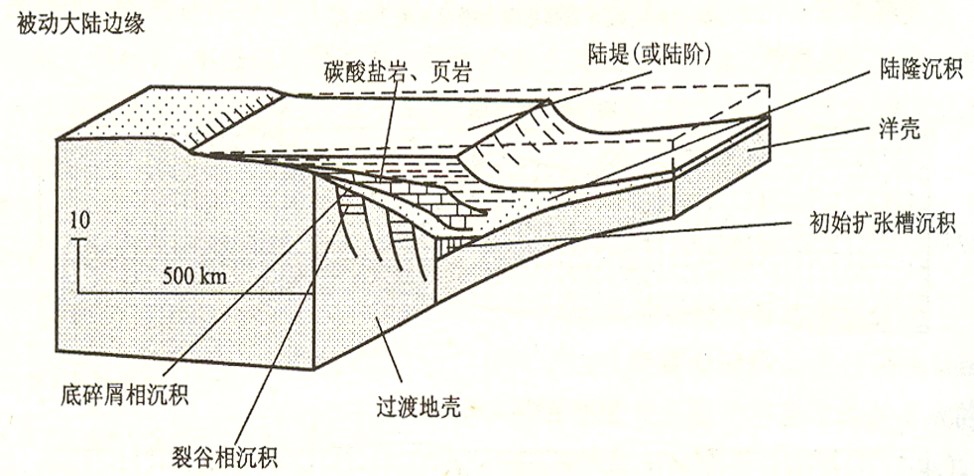 被动大陆边缘
陆堤(或陆阶)
碳酸盐岩、页岩
陆隆沉积
洋壳
10
初始扩张槽沉积
500 km
底碎屑相沉积
过渡地壳
裂谷相沉积